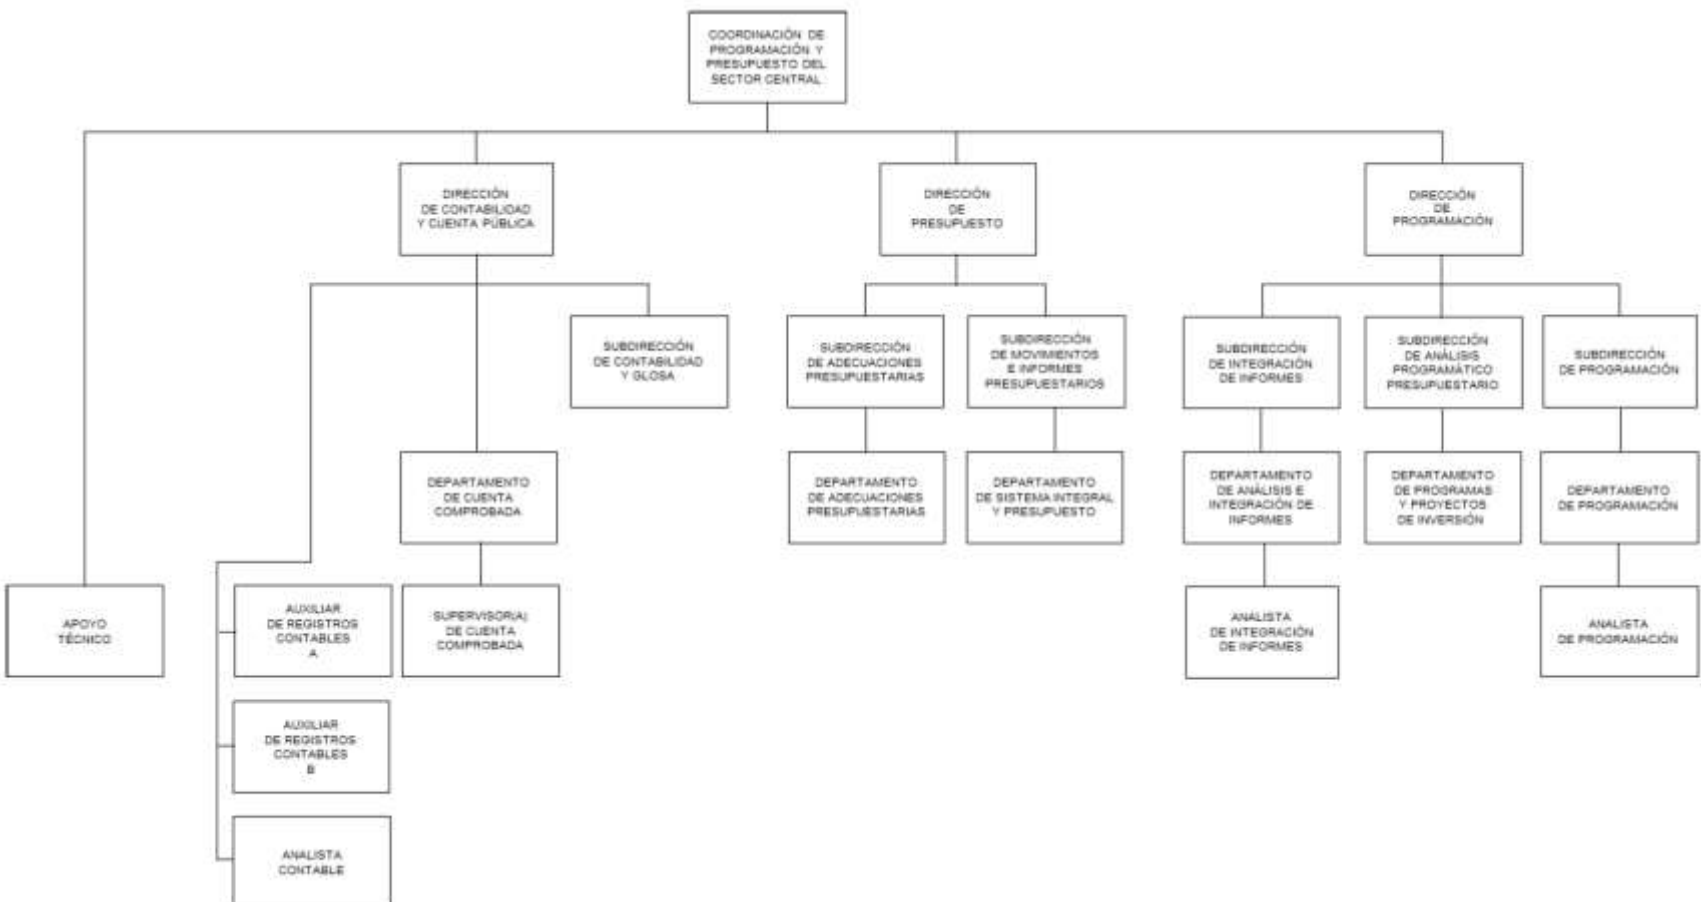 COORDINACIÓN DE
PROGRAMACIÓN Y
PRESUPUESTO DEL
SECTOR CENTRAL
DIRECCIÓN
DE CONTABILIDAD
Y CUENTA PÚBLICA
DIRECCIÓN
DE
PRESUPUESTO
DIRECCIÓN
DE
PROGRAMACIÓN
SUBDIRECCIÓN
DE CONTABILIDAD
Y GLOSA
SUBDIRECCIÓN
DE ADECUACIONES
PRESUPUESTARIAS
SUBDIRECCIÓN
DE MOVIMIENTOS
E INFORMES
PRESUPUESTARIOS
SUBDIRECCIÓN
DE INTEGRACIÓN
DE INFORMES
SUBDIRECCIÓN
DE ANÁLISIS
PROGRAMÁTICO
PRESUPUESTARIO
SUBDIRECCIÓN
DE PROGRAMACIÓN
DEPARTAMENTO
DE CUENTA
COMPROBADA
DEPARTAMENTO
DE ADECUACIONES
PRESUPUESTARIAS
DEPARTAMENTO
DE SISTEMA INTEGRAL
Y PRESUPUESTO
DEPARTAMENTO
DE ANÁLISIS E
INTEGRACIÓN DE
INFORMES
DEPARTAMENTO
DE PROGRAMAS
Y PROYECTOS
DE INVERSIÓN
DEPARTAMENTO
DE PROGRAMACIÓN
APOYO
TÉCNICO
AUXILIAR
DE REGISTROS
CONTABLES
A
SUPERVISOR(A)
DE CUENTA
COMPROBADA
ANALISTA
DE INTEGRACIÓN
DE INFORMES
ANALISTA
DE PROGRAMACIÓN
AUXILIAR
DE REGISTROS
CONTABLES
B
ANALISTA
CONTABLE